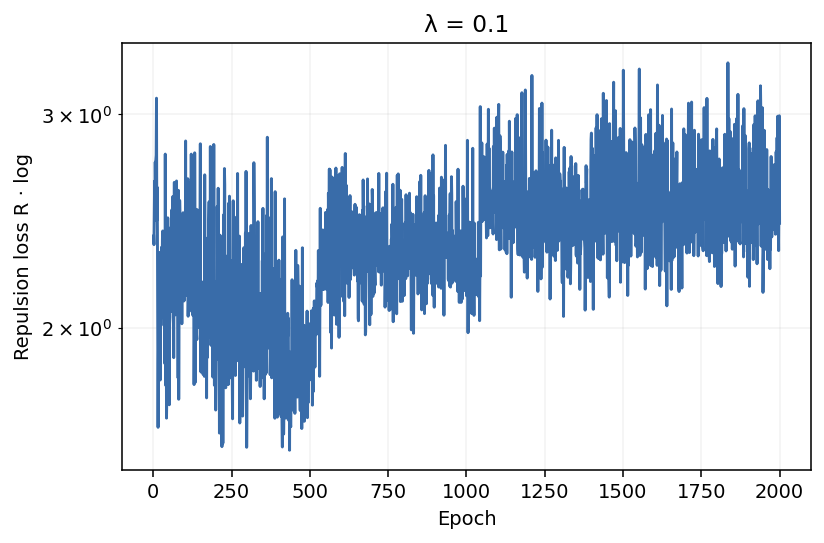 λ = 0.1
Repulsion loss R · log
3 × 10⁰
2 × 10⁰
0 250 500 750 1000 1250 1500 1750 2000
Epoch